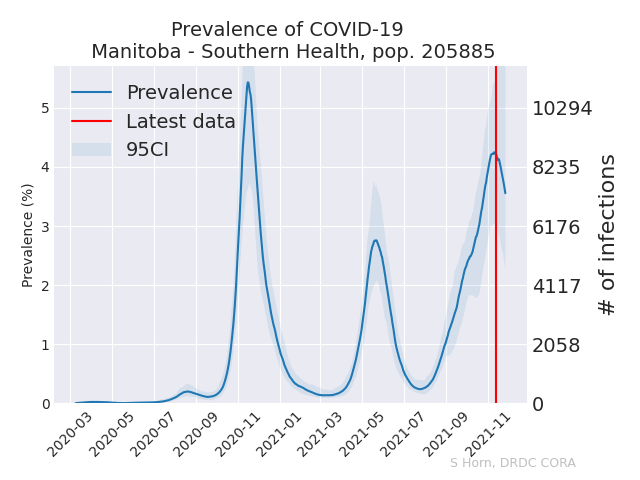 Prevalence of COVID-19
Manitoba - Southern Health, pop. 205885
Prevalence
Latest data
95CI
Prevalence (%)
5
4
3
2
1
0
10294
8235
6176
4117
2058
0
# of infections
2020-03
2020-05
2020-07
2020-09
2020-11
2021-01
2021-03
2021-05
2021-07
2021-09
2021-11
S Horn, DRDC CORA